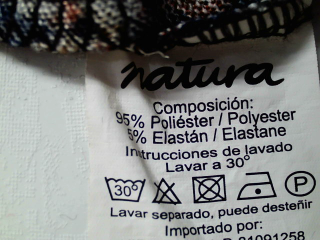 natura
Composición:
95% Poliéster / Polyester
5% Elastán / Elastane
Instrucciones de lavado
Lavar a 30°
30° P
Lavar separado, puede desteñir
Importado por:
81091258